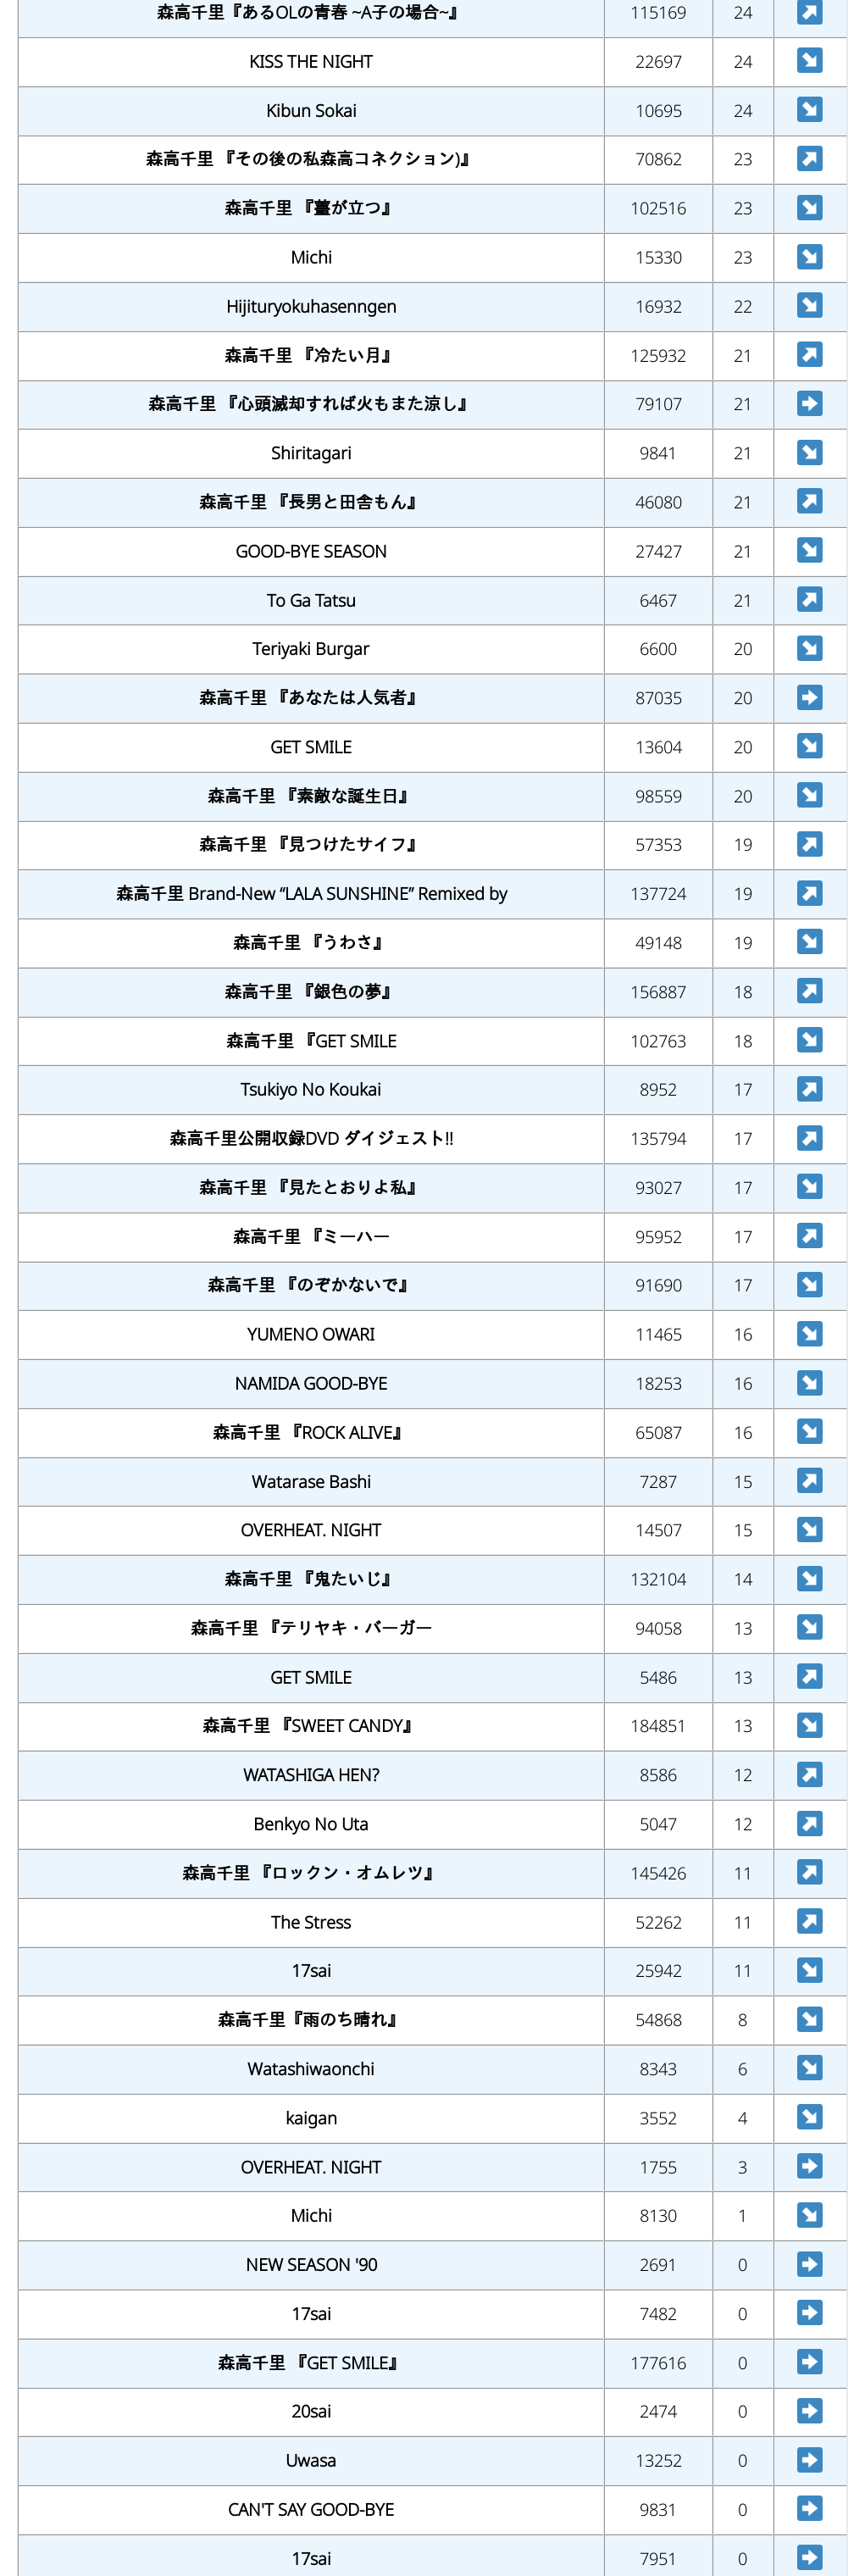 森高千里『あるOLの青春 ~A子の場合~』 115169 24
KISS THE NIGHT 22697 24
Kibun Sokai 10695 24
森高千里 『その後の私森高コネクション)』 70862 23
森高千里 『薹が立つ』 102516 23
Michi 15330 23
Hijituryokuhasenngen 16932 22
森高千里 『冷たい月』 125932 21
森高千里 『心頭滅却すれば火もまた涼し』 79107 21
Shiritagari 9841 21
森高千里 『長男と田舎もん』 46080 21
GOOD-BYE SEASON 27427 21
To Ga Tatsu 6467 21
Teriyaki Burgar 6600 20
森高千里 『あなたは人気者』 87035 20
GET SMILE 13604 20
森高千里 『素敵な誕生日』 98559 20
森高千里 『見つけたサイフ』 57353 19
森高千里 Brand-New “LALA SUNSHINE” Remixed by 137724 19
森高千里 『うわさ』 49148 19
森高千里 『銀色の夢』 156887 18
森高千里 『GET SMILE 102763 18
Tsukiyo No Koukai 8952 17
森高千里公開収録DVD ダイジェスト!! 135794 17
森高千里 『見たとおりよ私』 93027 17
森高千里 『ミーハー 95952 17
森高千里 『のぞかないで』 91690 17
YUMENO OWARI 11465 16
NAMIDA GOOD-BYE 18253 16
森高千里 『ROCK ALIVE』 65087 16
Watarase Bashi 7287 15
OVERHEAT. NIGHT 14507 15
森高千里 『鬼たいじ』 132104 14
森高千里 『テリヤキ・バーガー 94058 13
GET SMILE 5486 13
森高千里 『SWEET CANDY』 184851 13
WATASHIGA HEN? 8586 12
Benkyo No Uta 5047 12
森高千里 『ロックン・オムレツ』 145426 11
The Stress 52262 11
17sai 25942 11
森高千里『雨のち晴れ』 54868 8
Watashiwaonchi 8343 6
kaigan 3552 4
OVERHEAT. NIGHT 1755 3
Michi 8130 1
NEW SEASON '90 2691 0
17sai 7482 0
森高千里 『GET SMILE』 177616 0
20sai 2474 0
Uwasa 13252 0
CAN'T SAY GOOD-BYE 9831 0
17sai 7951 0